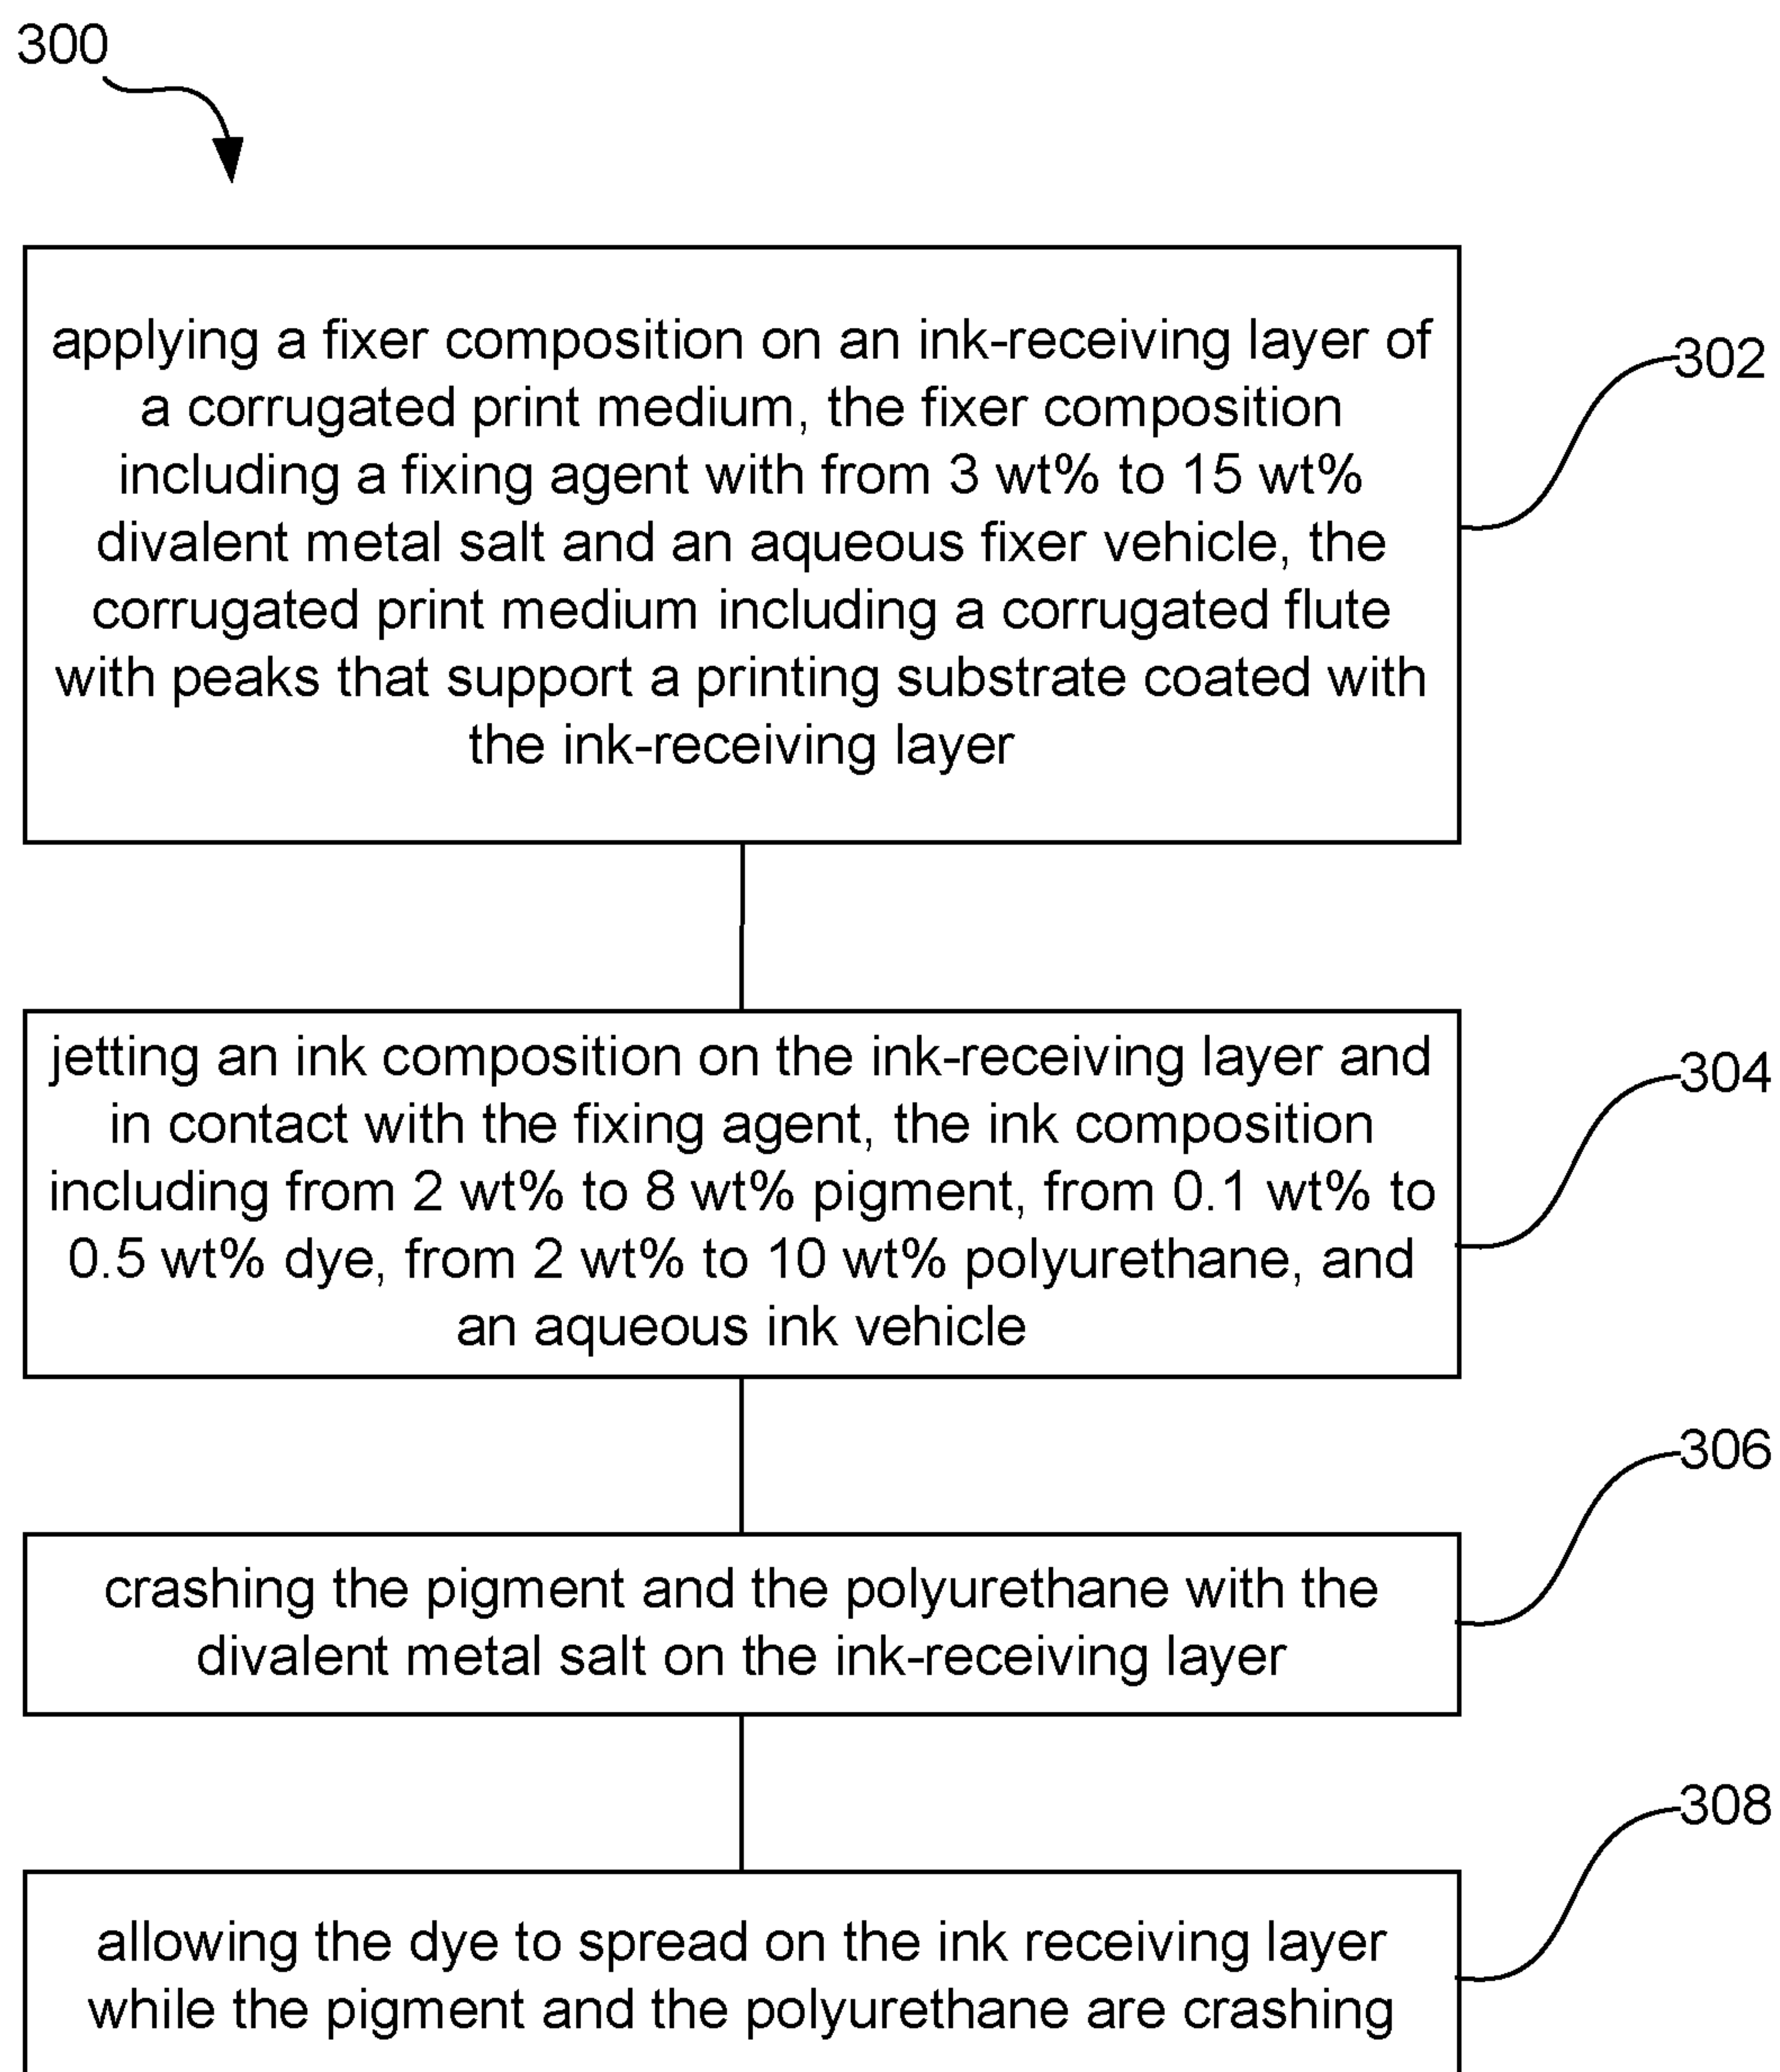 300
applying a fixer composition on an ink-receiving layer of
a corrugated print medium, the fixer composition
including a fixing agent with from 3 wt% to 15 wt%
divalent metal salt and an aqueous fixer vehicle, the
corrugated print medium including a corrugated flute
with peaks that support a printing substrate coated with
the ink-receiving layer
302
jetting an ink composition on the ink-receiving layer and
in contact with the fixing agent, the ink composition
including from 2 wt% to 8 wt% pigment, from 0.1 wt% to
0.5 wt% dye, from 2 wt% to 10 wt% polyurethane, and
an aqueous ink vehicle
304
crashing the pigment and the polyurethane with the
divalent metal salt on the ink-receiving layer
306
allowing the dye to spread on the ink receiving layer
while the pigment and the polyurethane are crashing
308